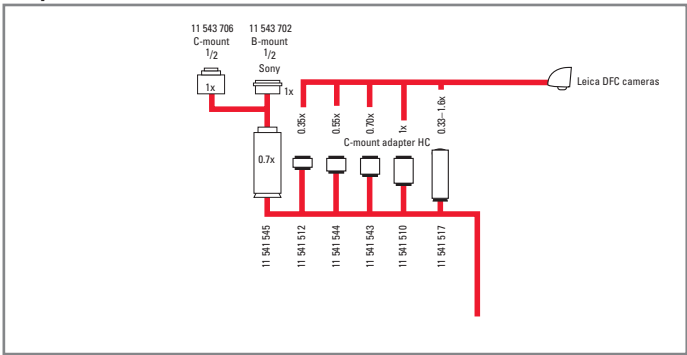 11 543 706
C-mount
1/2
11 543 702
B-mount
1/2
Sony
1x
1x
Leica DFC cameras
0.35x
0.55x
0.70x
1x
0.33–1.6x
C-mount adapter HC
0.7x
11 541 545
11 541 512
11 541 544
11 541 543
11 541 510
11 541 517